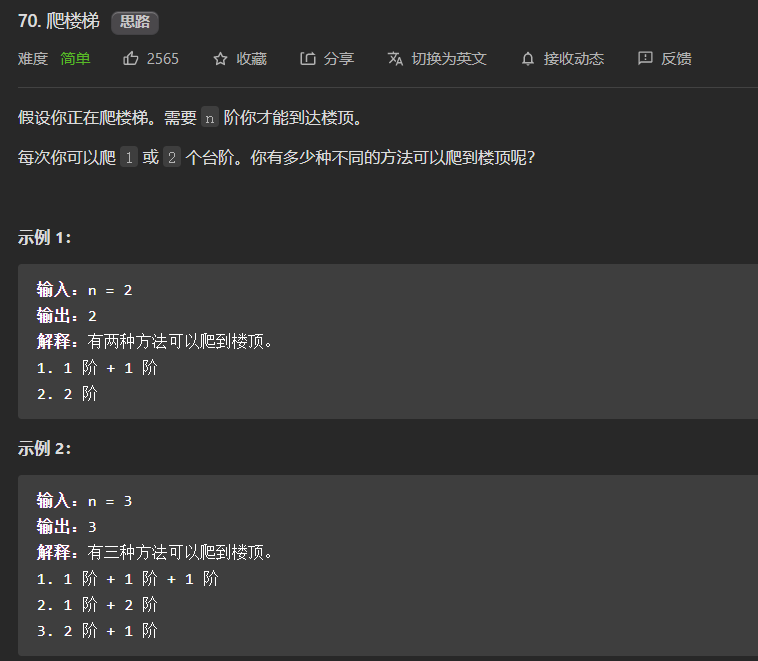 70. 爬楼梯 思路
难度 简单 2565 收藏 分享 切换为英文 接收动态 反馈
假设你正在爬楼梯。需要 n 阶你才能到达楼顶。
每次你可以爬 1 或 2 个台阶。你有多少种不同的方法可以爬到楼顶呢?
示例 1:
输入:n = 2
输出:2
解释:有两种方法可以爬到楼顶。
1. 1 阶 + 1 阶
2. 2 阶
示例 2:
输入:n = 3
输出:3
解释:有三种方法可以爬到楼顶。
1. 1 阶 + 1 阶 + 1 阶
2. 1 阶 + 2 阶
3. 2 阶 + 1 阶